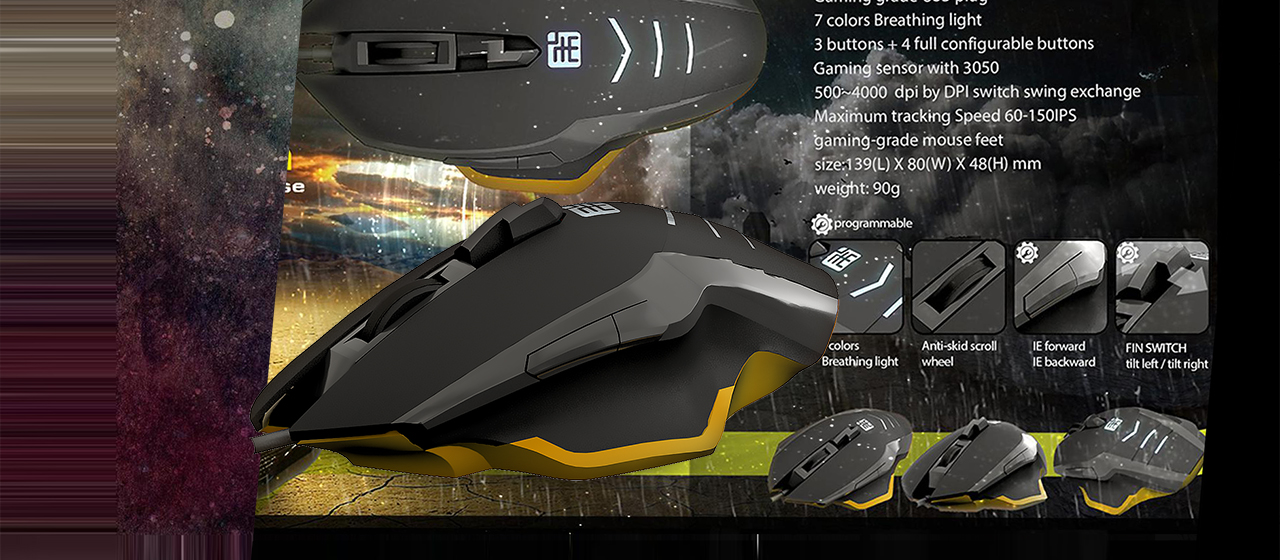 7 colors Breathing light
3 buttons + 4 full configurable buttons
Gaming sensor with 3050
500~4000 dpi by DPI switch swing exchange
Maximum tracking Speed 60-150IPS
gaming-grade mouse feet
size:139(L) X 80(W) X 48(H) mm
weight: 90g
programmable
colors
Breathing light
Anti-skid scroll
wheel
IE forward
IE backward
FIN SWITCH
tilt left / tilt right
se